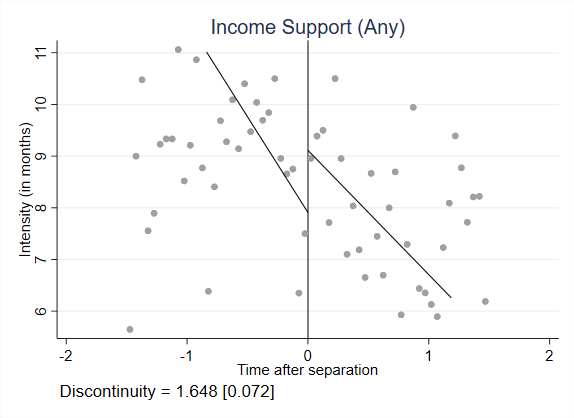 Income Support (Any)
Intensity (in months)
11
10
9
8
7
6
-2
-1
0
1
2
Time after separation
Discontinuity = 1.648 [0.072]